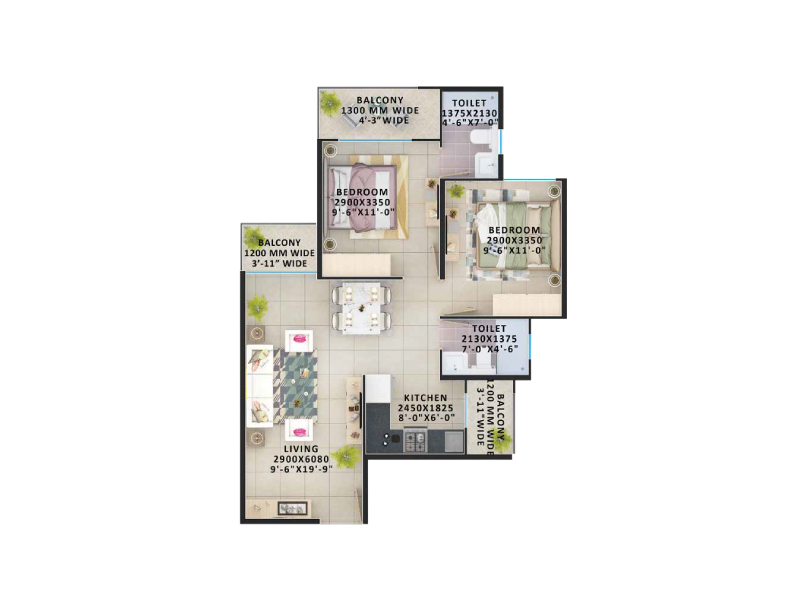 BALCONY
1300 MM WIDE
4'-3"WIDE
TOILET
1375X2130
4'-6"X7'-0"
BEDROOM
2900X3350
9'-6"X11'-0"
BEDROOM
2900X3350
9'-6"X11'-0"
BALCONY
1200 MM WIDE
3'-11" WIDE
TOILET
2130X1375
7'-0"X4'-6"
KITCHEN
2450X1825
8'-0"X6'-0"
BALCONY
1200 MM WIDE
3'-11"WIDE
LIVING
2900X6080
9'-6"X19'-9"